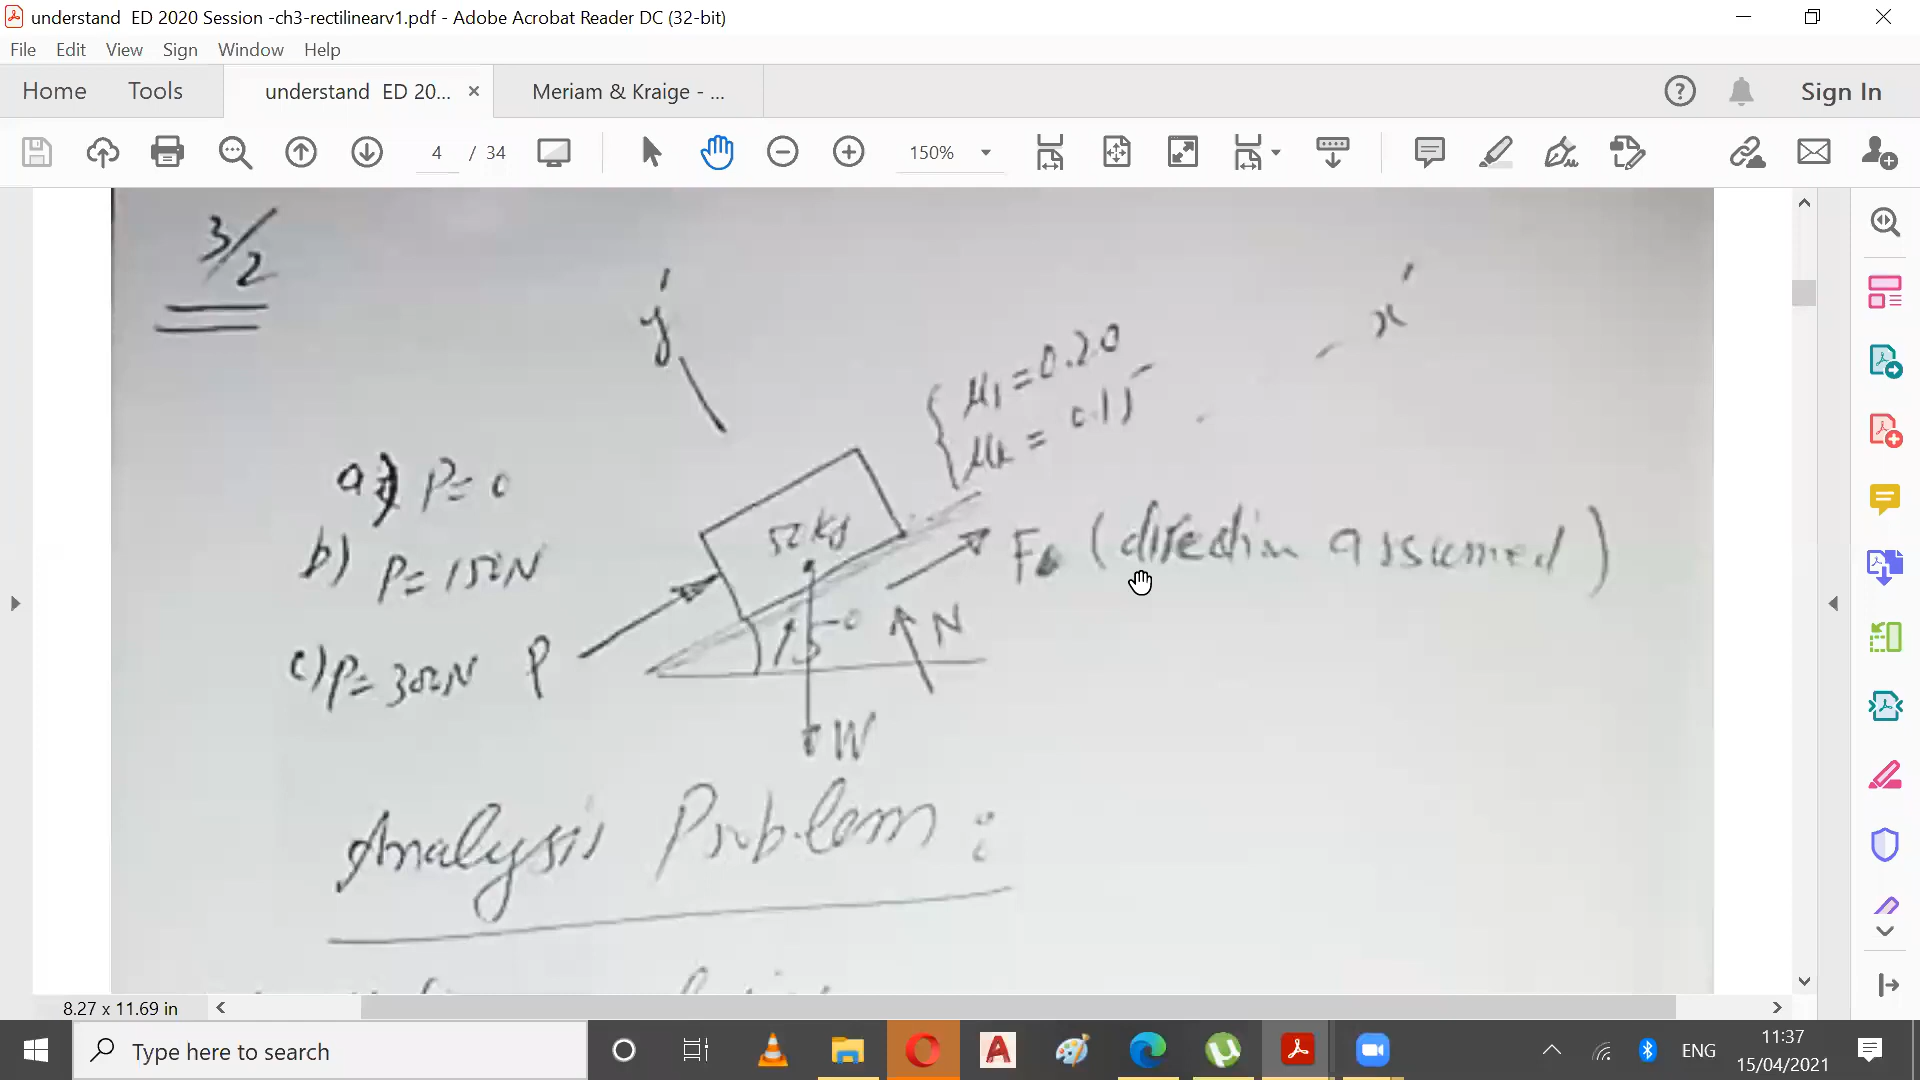 understand ED 2020 Session -ch3-rectilinearv1.pdf - Adobe Acrobat Reader DC (32-bit)
File Edit View Sign Window Help
Home Tools understand ED 20... × Meriam & Kraige - ... Sign In
4 / 34 150%
3/2
y' x'
μ1 = 0.20
μk = 0.15
a) P = 0
52 kg
F (direction assumed)
b) P = 150N
15° N
c) P = 300N P
W
Analysis Problem :
8.27 x 11.69 in
Type here to search
ENG
11:37
15/04/2021